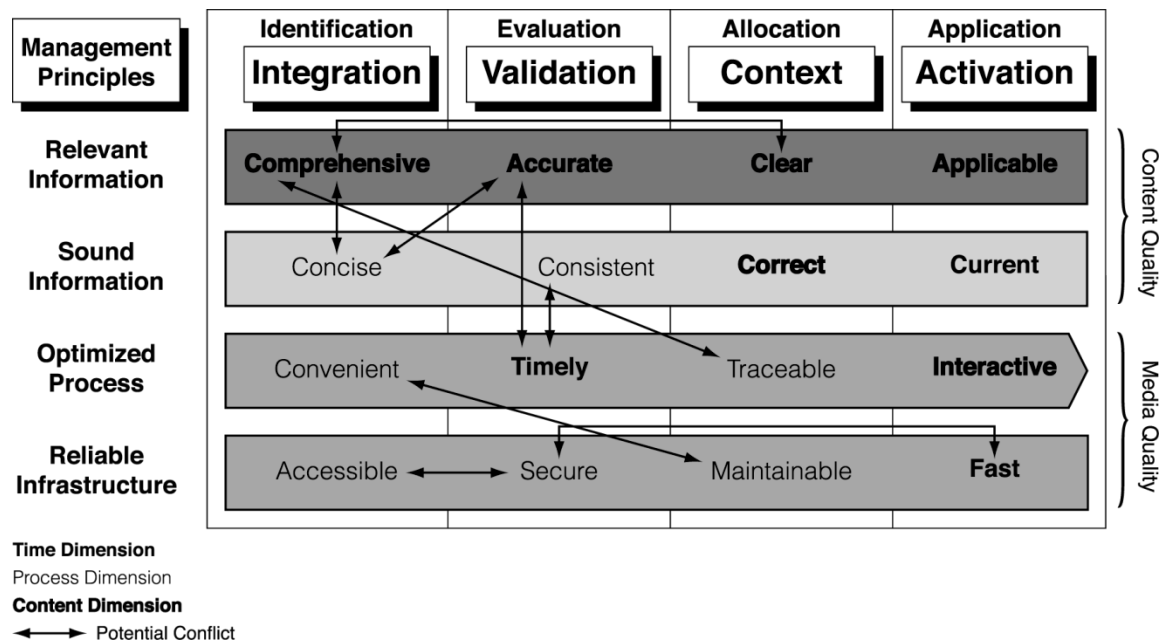 Management
Principles
Identification
Integration
Evaluation
Validation
Allocation
Context
Application
Activation
Relevant
Information
Comprehensive
Accurate
Clear
Applicable
Sound
Information
Concise
Consistent
Correct
Current
Content Quality
Optimized
Process
Convenient
Timely
Traceable
Interactive
Reliable
Infrastructure
Accessible
Secure
Maintainable
Fast
Media Quality
Time Dimension
Process Dimension
Content Dimension
Potential Conflict